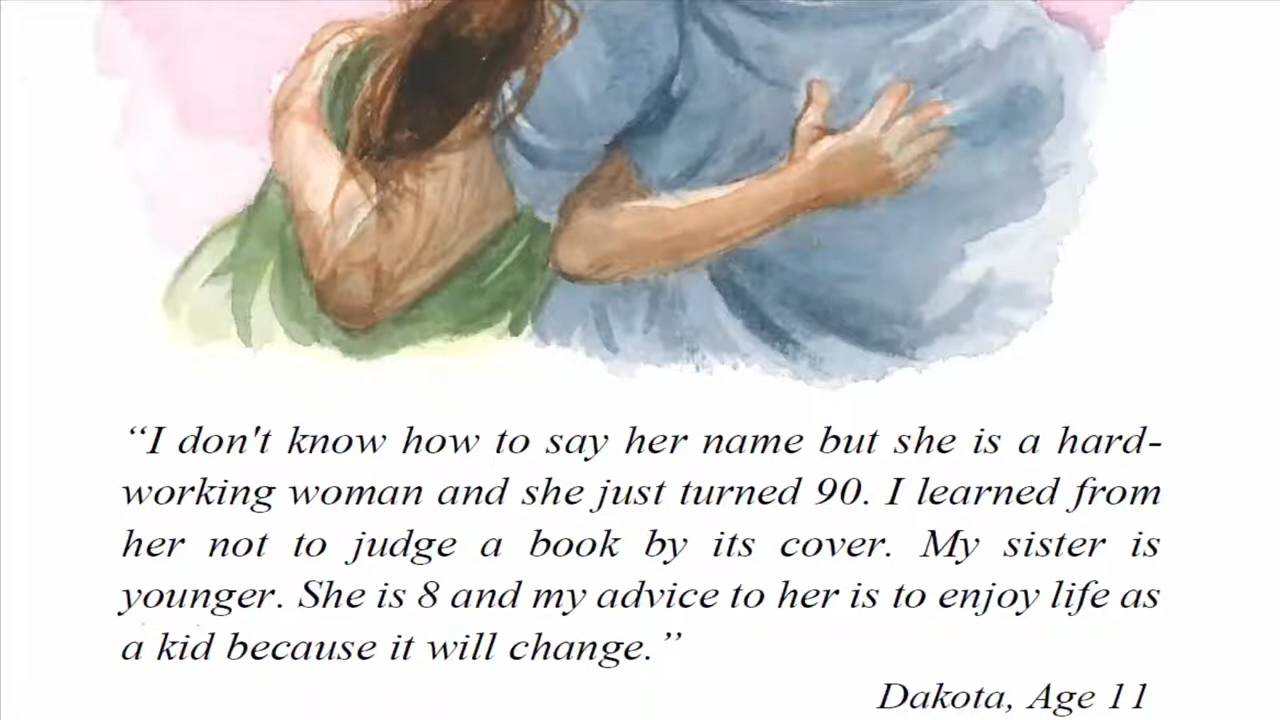 “I don't know how to say her name but she is a hard-
working woman and she just turned 90. I learned from
her not to judge a book by its cover. My sister is
younger. She is 8 and my advice to her is to enjoy life as
a kid because it will change.”
Dakota, Age 11